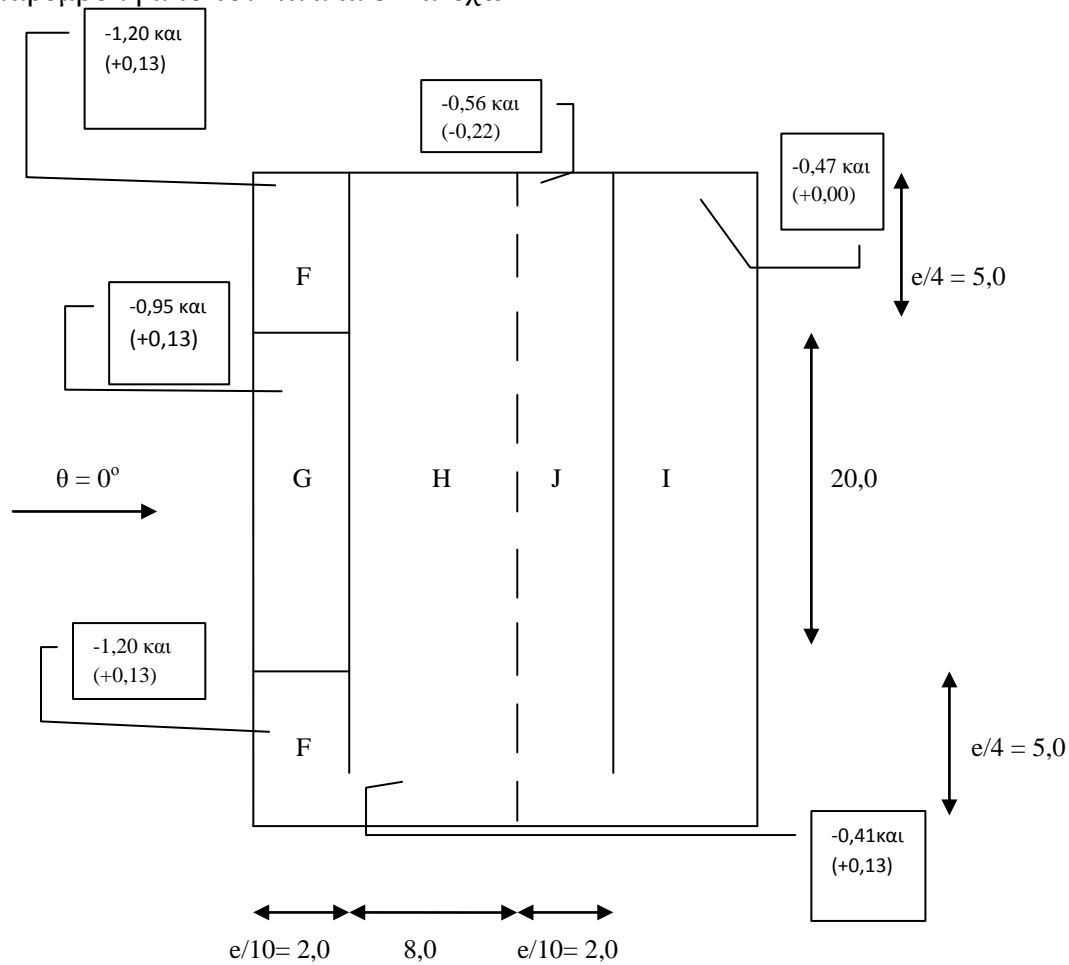 -1,20 και
(+0,13)
-0,56 και
(-0,22)
-0,47 και
(+0,00)
F
e/4 = 5,0
-0,95 και
(+0,13)
θ = 0°
G
H
J
I
20,0
-1,20 και
(+0,13)
F
e/4 = 5,0
-0,41και
(+0,13)
e/10= 2,0
8,0
e/10= 2,0